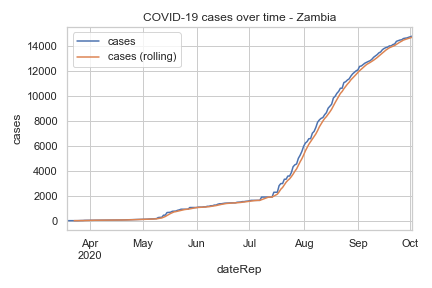 COVID-19 cases over time - Zambia
cases
cases (rolling)
14000
12000
10000
8000
6000
4000
2000
0
cases
Apr May Jun Jul Aug Sep Oct
2020
dateRep